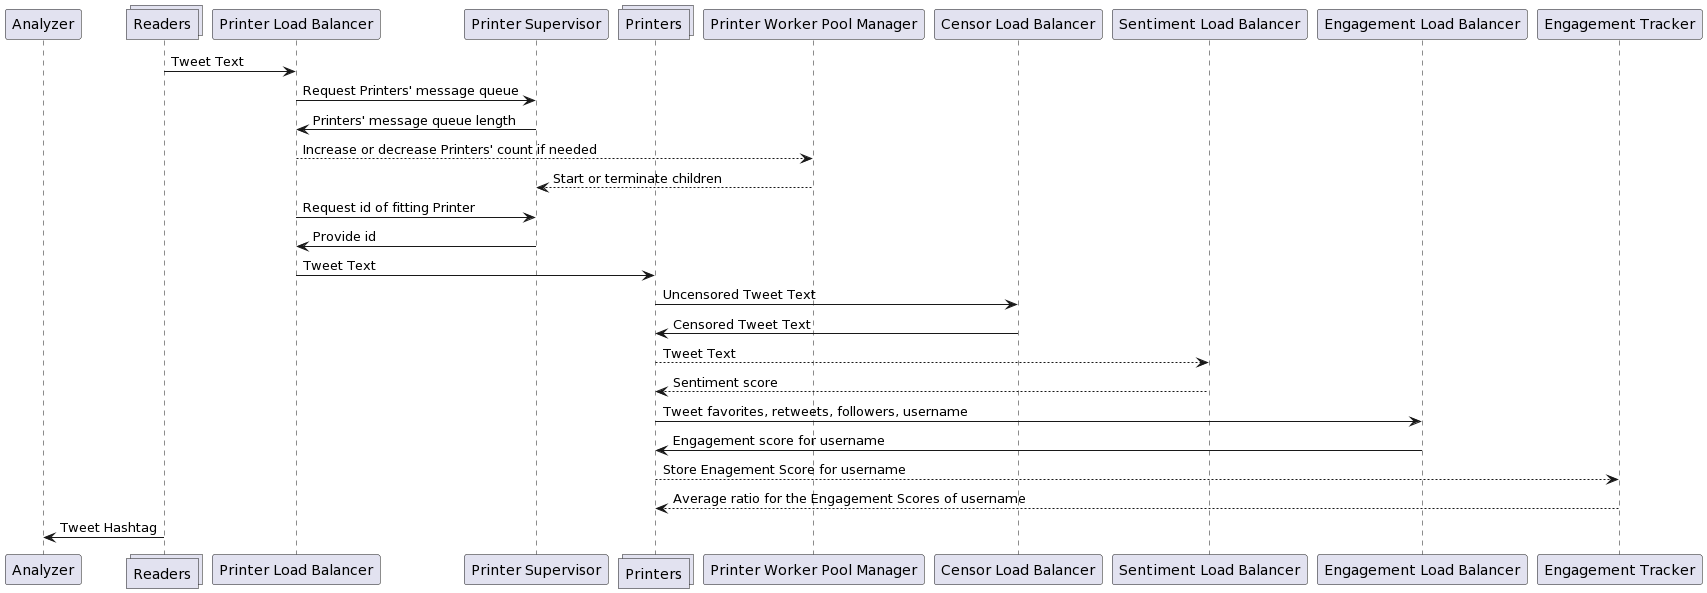 Analyzer
Readers
Printer Load Balancer
Printer Supervisor
Printers
Printer Worker Pool Manager
Censor Load Balancer
Sentiment Load Balancer
Engagement Load Balancer
Engagement Tracker
Tweet Text
Request Printers' message queue
Printers' message queue length
Increase or decrease Printers' count if needed
Start or terminate children
Request id of fitting Printer
Provide id
Tweet Text
Uncensored Tweet Text
Censored Tweet Text
Tweet Text
Sentiment score
Tweet favorites, retweets, followers, username
Engagement score for username
Store Enagement Score for username
Average ratio for the Engagement Scores of username
Tweet Hashtag
Analyzer
Readers
Printer Load Balancer
Printer Supervisor
Printers
Printer Worker Pool Manager
Censor Load Balancer
Sentiment Load Balancer
Engagement Load Balancer
Engagement Tracker